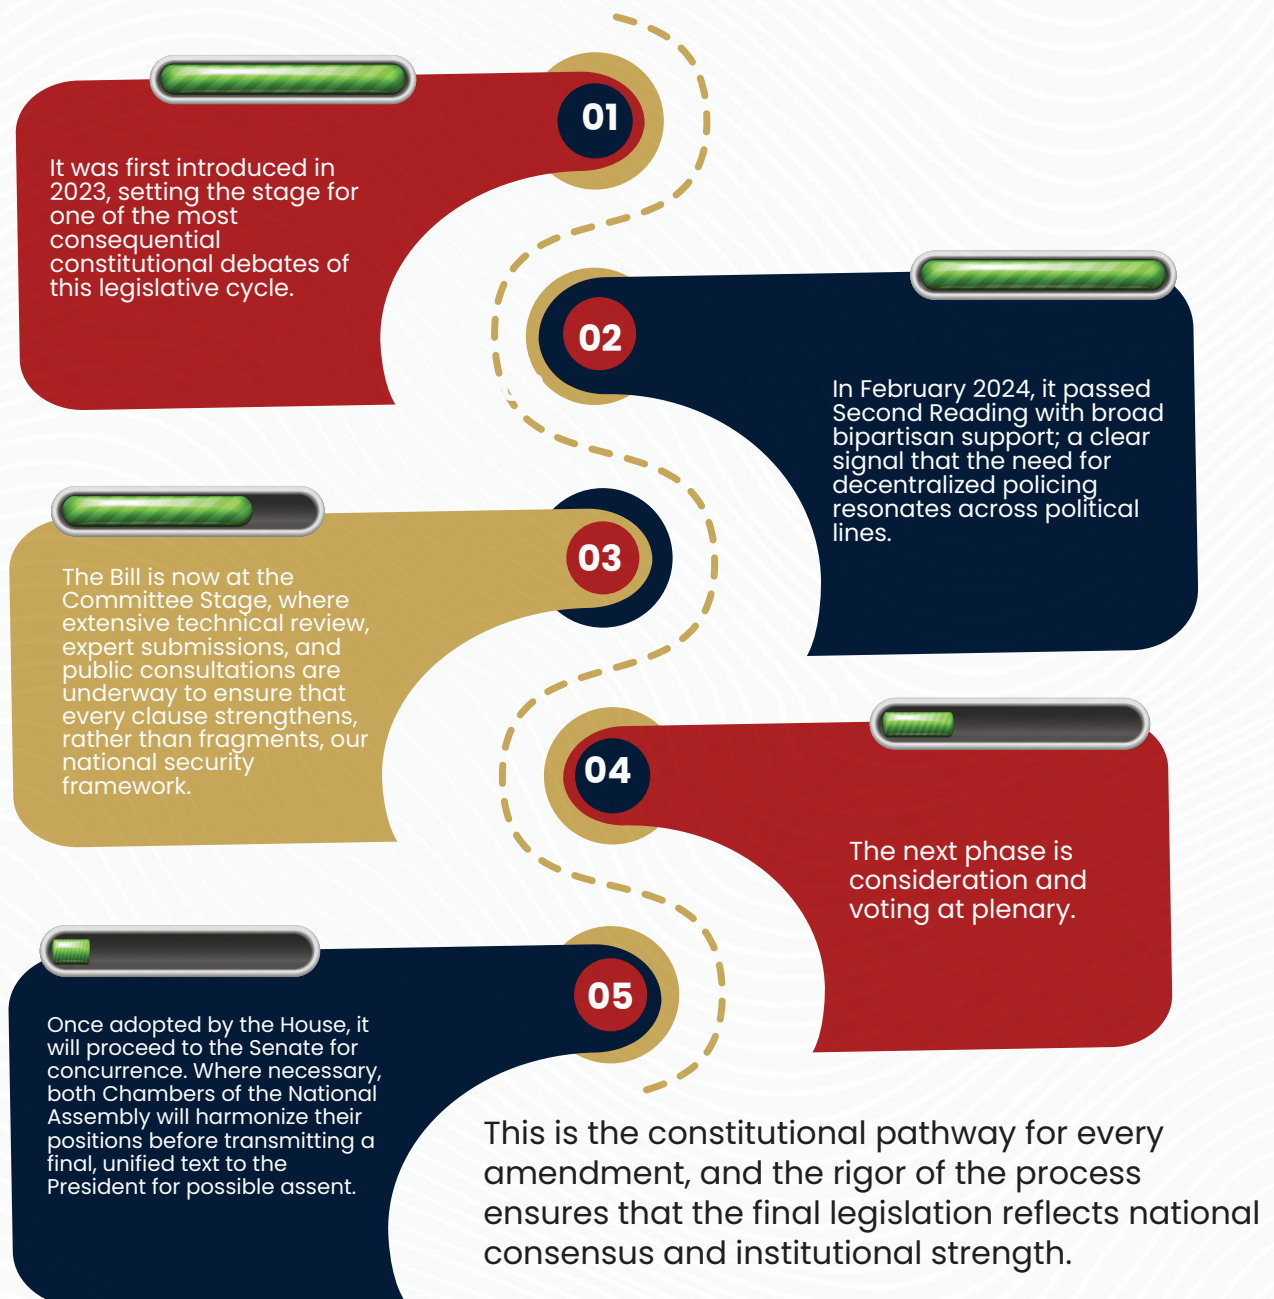 01
It was first introduced in
2023, setting the stage for
one of the most
consequential
constitutional debates of
this legislative cycle.
02
In February 2024, it passed
Second Reading with broad
bipartisan support; a clear
signal that the need for
decentralized policing
resonates across political
lines.
03
The Bill is now at the
Committee Stage, where
extensive technical review,
expert submissions, and
public consultations are
underway to ensure that
every clause strengthens,
rather than fragments, our
national security
framework.
04
The next phase is
consideration and
voting at plenary.
05
Once adopted by the House, it
will proceed to the Senate for
concurrence. Where necessary,
both Chambers of the National
Assembly will harmonize their
positions before transmitting a
final, unified text to the
President for possible assent.
This is the constitutional pathway for every
amendment, and the rigor of the process
ensures that the final legislation reflects national
consensus and institutional strength.